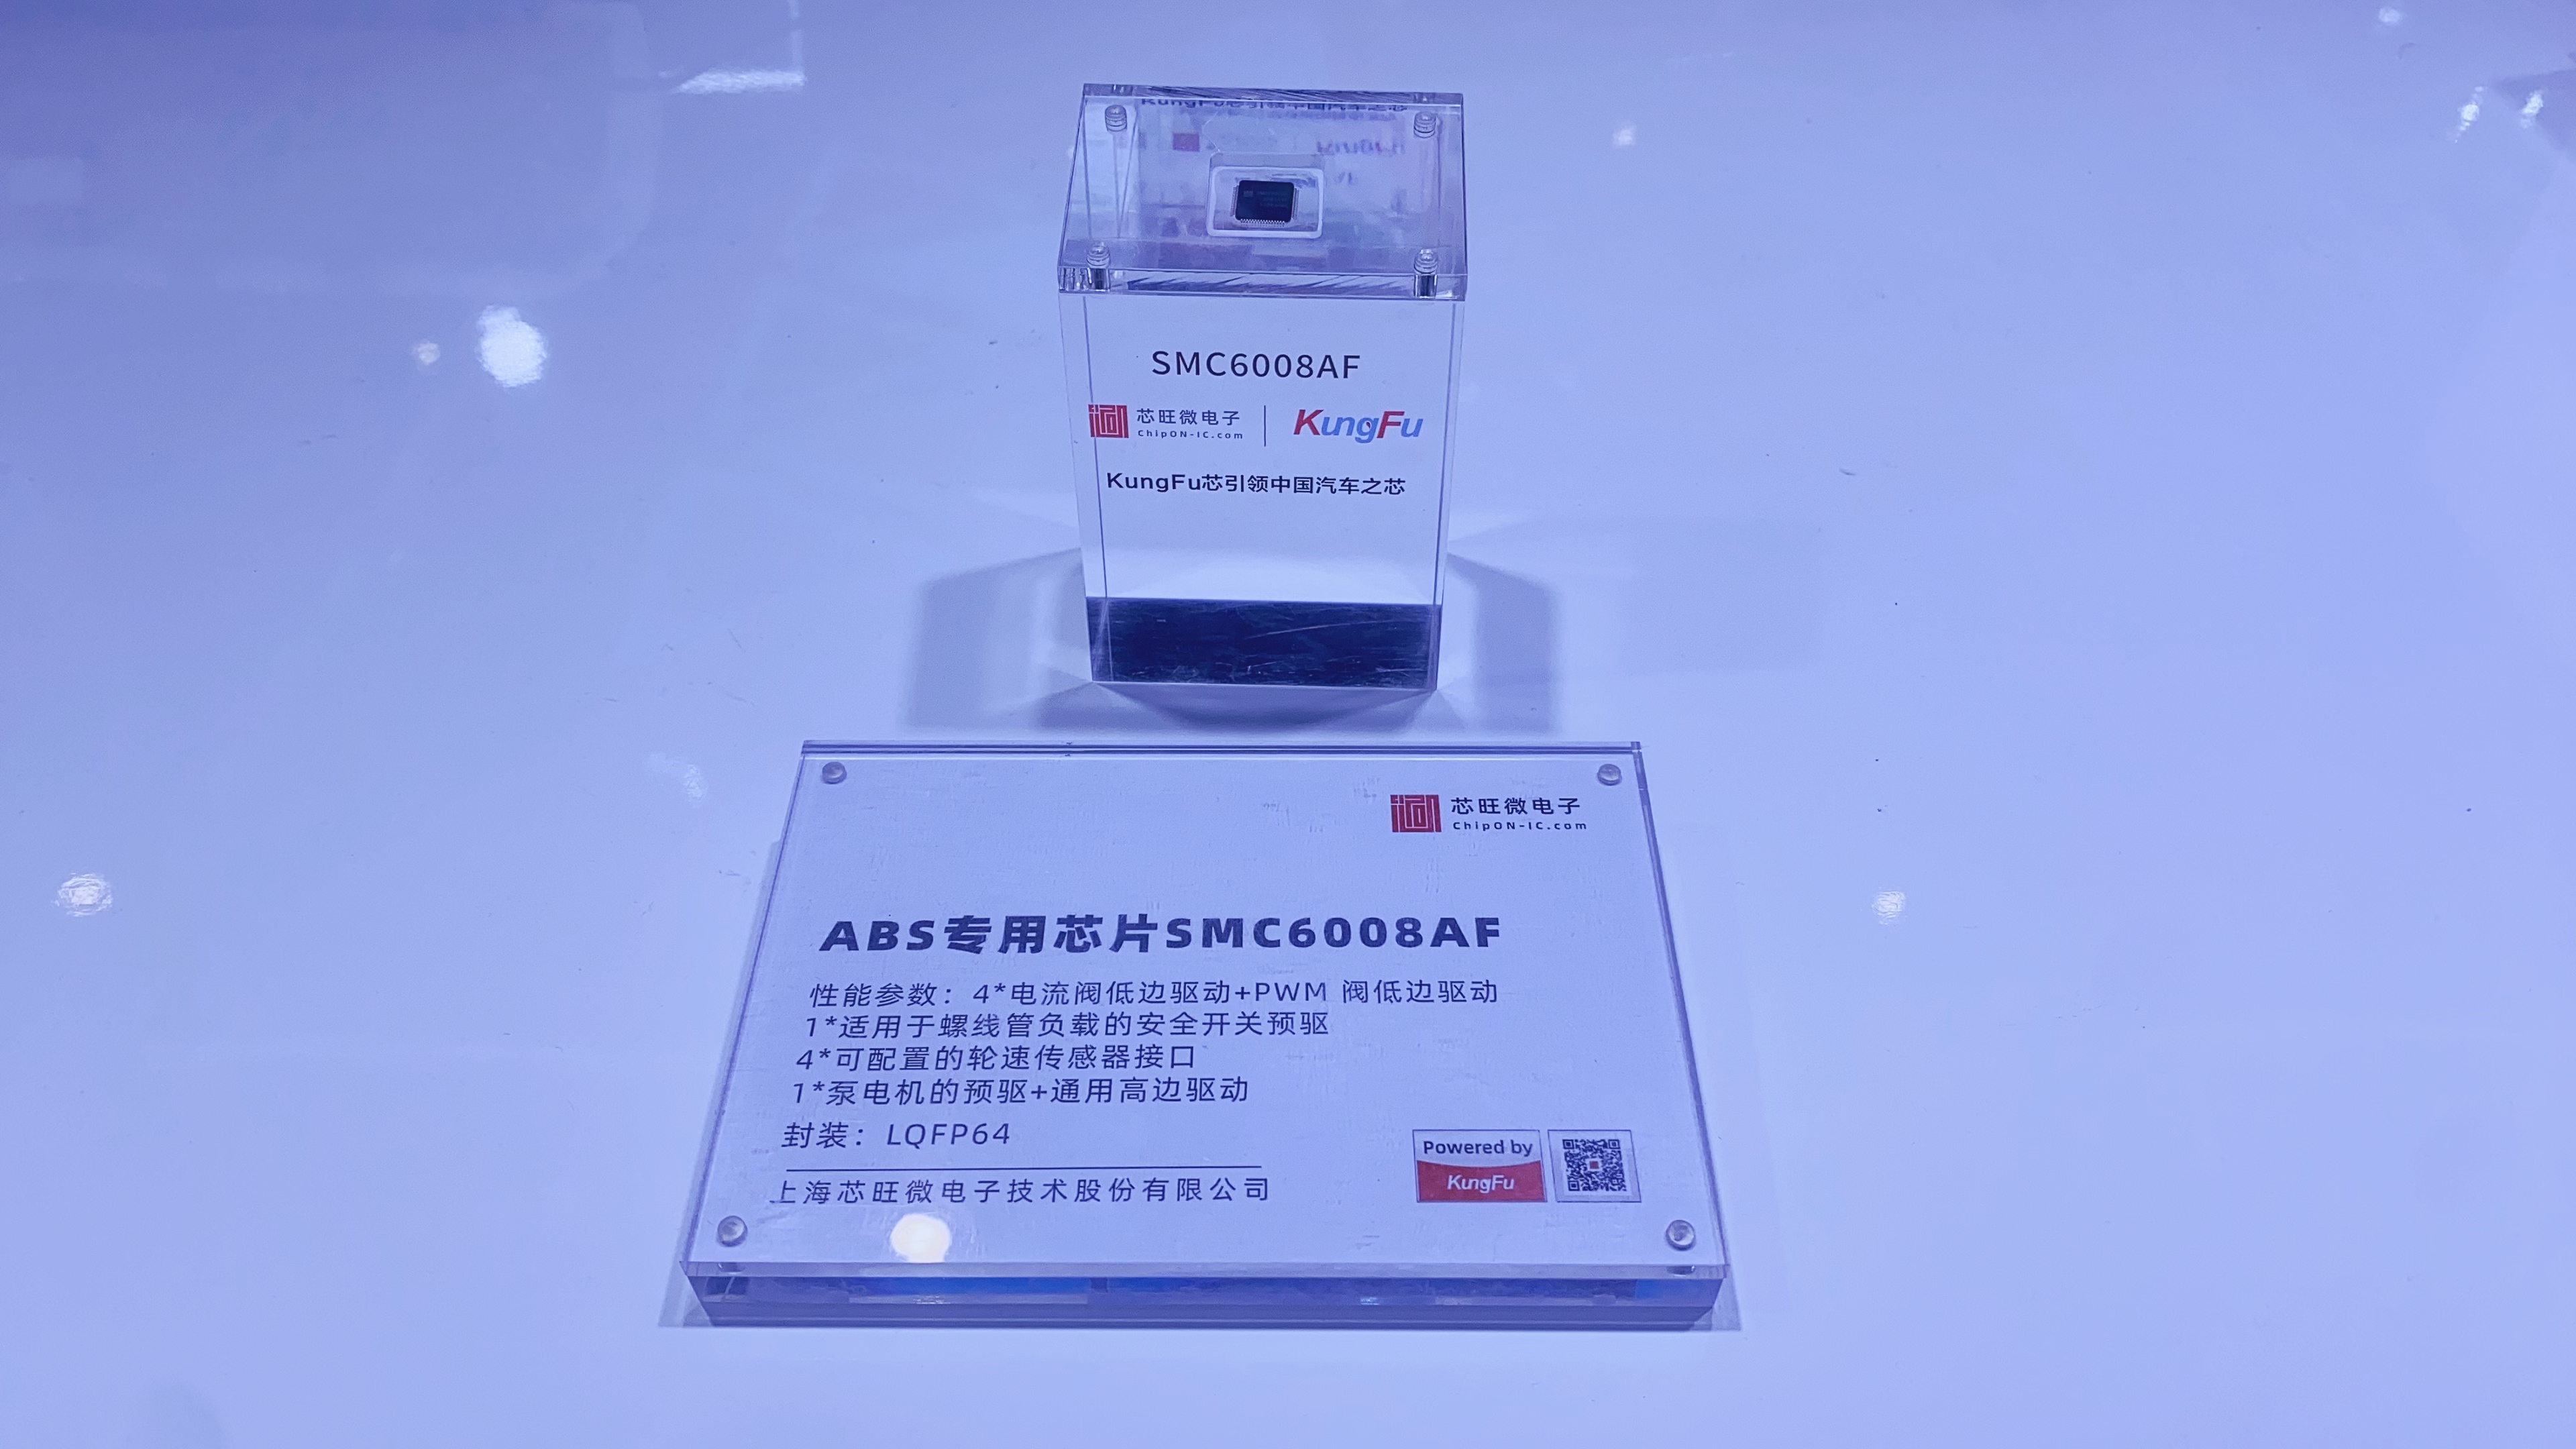 SMC6008AF
芯旺微电子
ChipON-IC.com
KungFu
KungFu芯引领中国汽车之芯
芯旺微电子
ChipON-IC.com
ABS专用芯片SMC6008AF
性能参数：4*电流阀低边驱动+PWM 阀低边驱动
1*适用于螺线管负载的安全开关预驱
4*可配置的轮速传感器接口
1*泵电机的预驱+通用高边驱动
封装：LQFP64
上海芯旺微电子技术股份有限公司
Powered by
KungFu